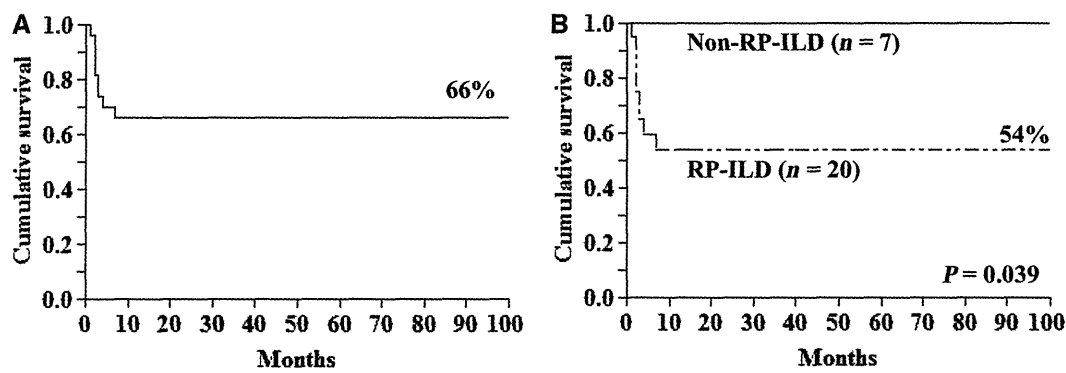 A
Cumulative survival
1.0
0.8
0.6
0.4
0.2
0.0
66%
0 10 20 30 40 50 60 70 80 90 100
Months
B
Cumulative survival
1.0
0.8
0.6
0.4
0.2
0.0
Non-RP-ILD (n = 7)
54%
RP-ILD (n = 20)
P = 0.039
0 10 20 30 40 50 60 70 80 90 100
Months